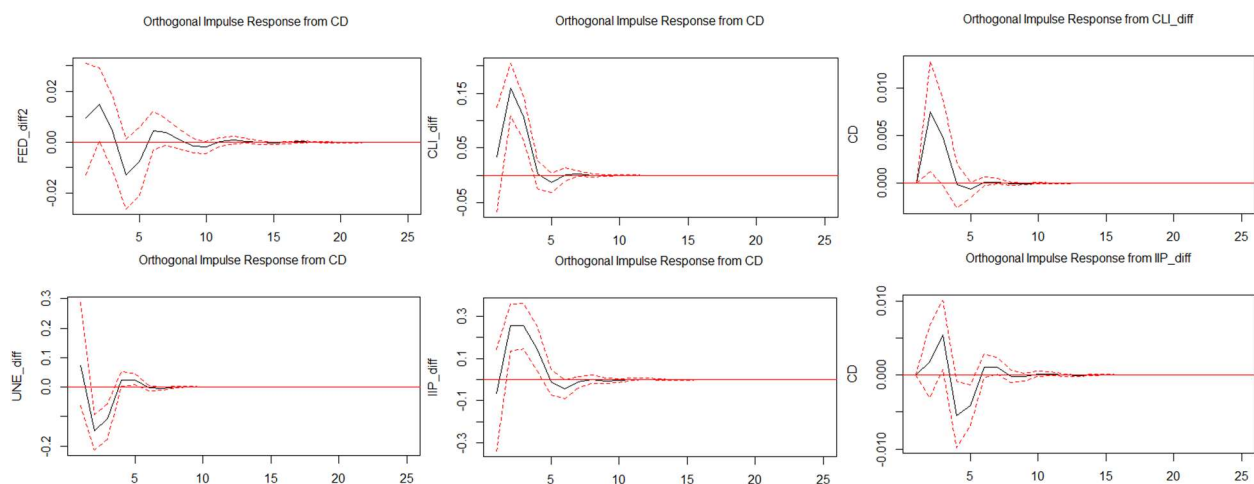 Orthogonal Impulse Response from CD
FED_diff2
0.02
0.00
-0.02
5 10 15 20 25
Orthogonal Impulse Response from CD
CLI_diff
0.15
0.05
-0.05
5 10 15 20 25
Orthogonal Impulse Response from CLI_diff
CD
0.010
0.005
0.000
5 10 15 20 25
Orthogonal Impulse Response from CD
UNE_diff
0.3
0.2
0.1
0.0
-0.2
5 10 15 20 25
Orthogonal Impulse Response from CD
IIP_diff
0.3
0.1
-0.1
-0.3
5 10 15 20 25
Orthogonal Impulse Response from IIP_diff
CD
0.010
0.000
-0.010
5 10 15 20 25